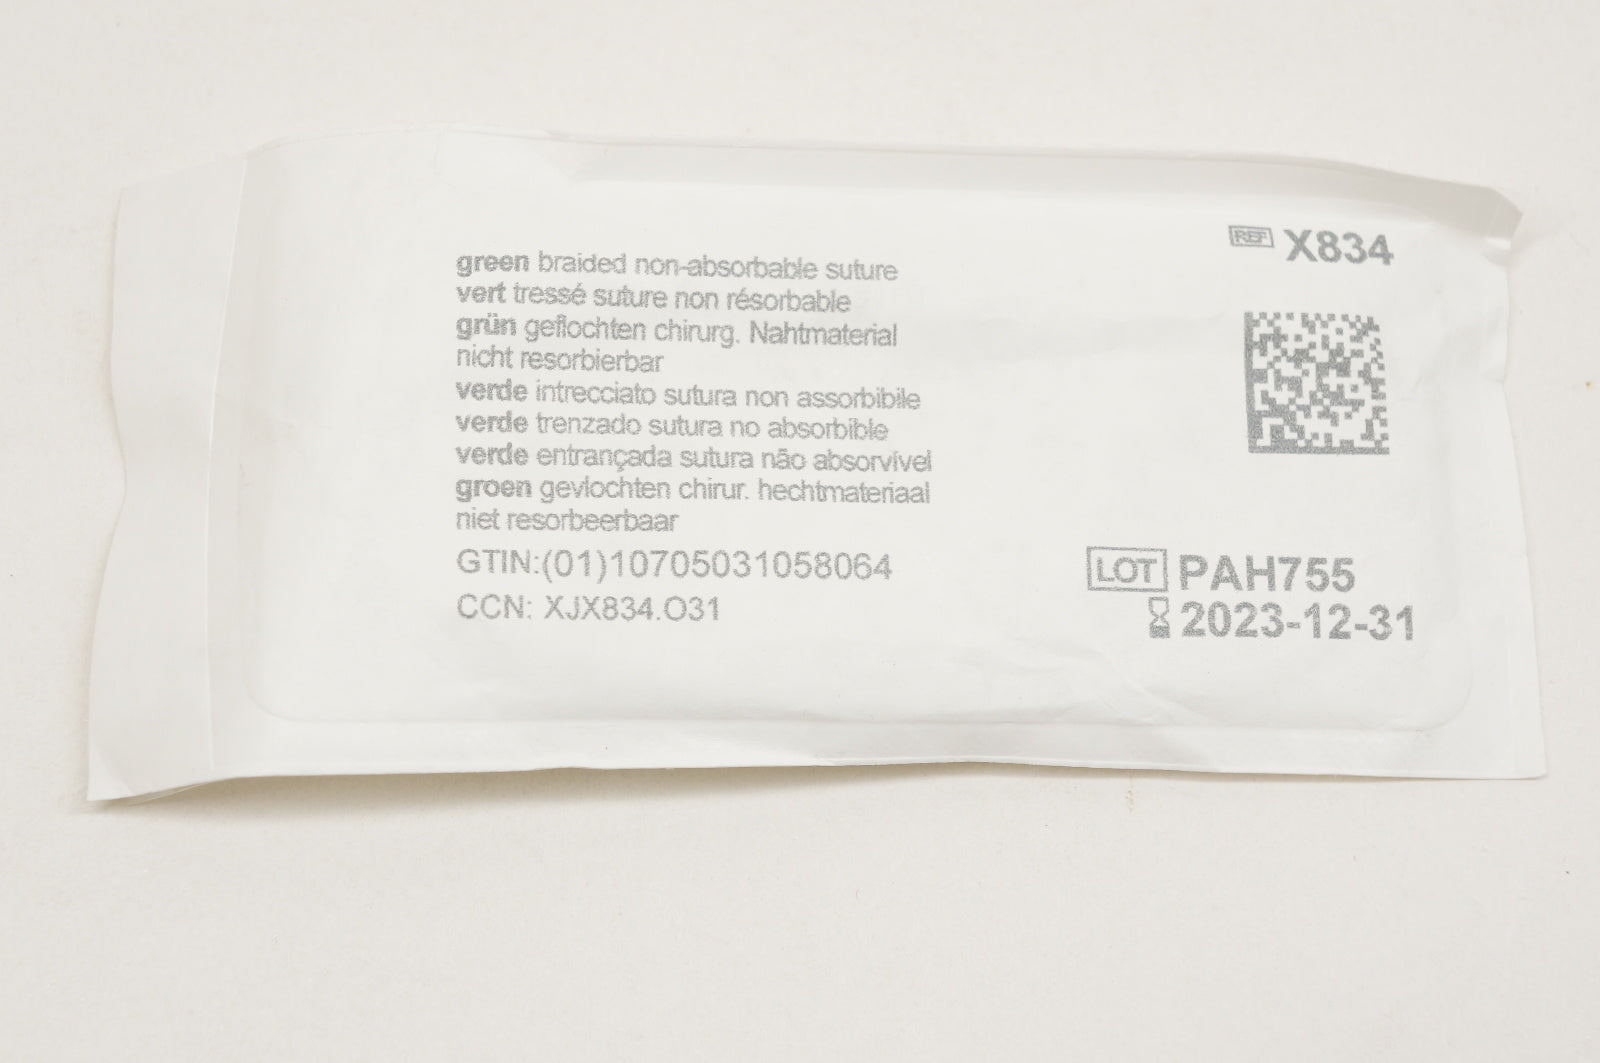 green braided non-absorbable suture
vert tressé suture non résorbable
grün geflochten chirurg. Nahtmaterial
nicht resorbierbar
verde intrecciato sutura non assorbibile
verde trenzado sutura no absorbible
verde entrançada sutura não absorvível
groen gevlochten chirur. hechtmateriaal
niet resorbeerbaar
GTIN:(01)10705031058064
CCN: XJX834.O31
REF X834
LOT PAH755
2023-12-31